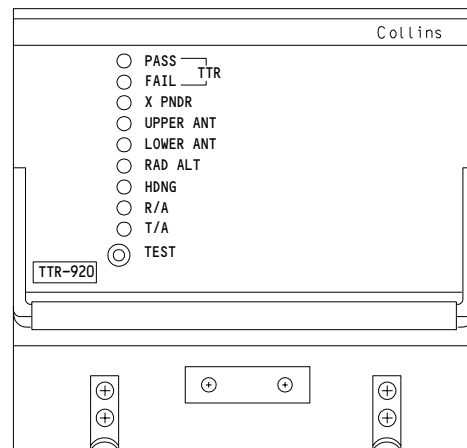 Collins
PASS
TTR
FAIL
X PNDR
UPPER ANT
LOWER ANT
RAD ALT
HDNG
R/A
T/A
TEST
TTR-920